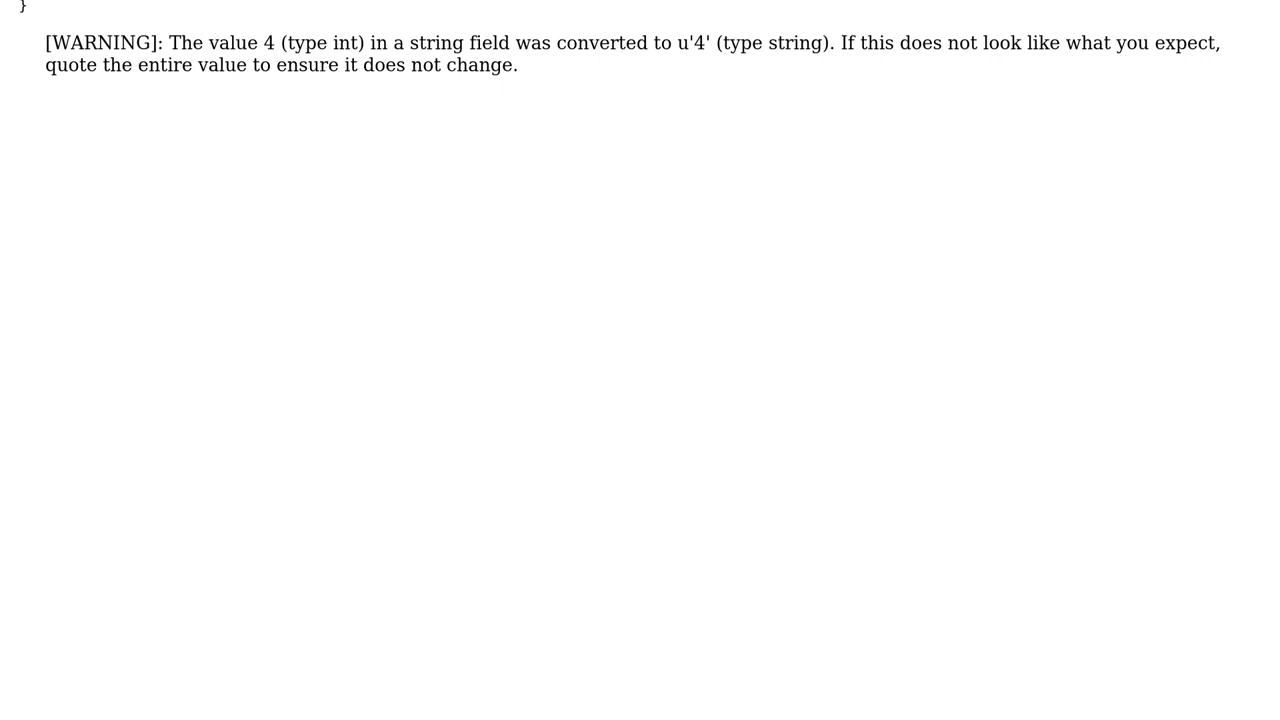 }
[WARNING]: The value 4 (type int) in a string field was converted to u'4' (type string). If this does not look like what you expect,
quote the entire value to ensure it does not change.